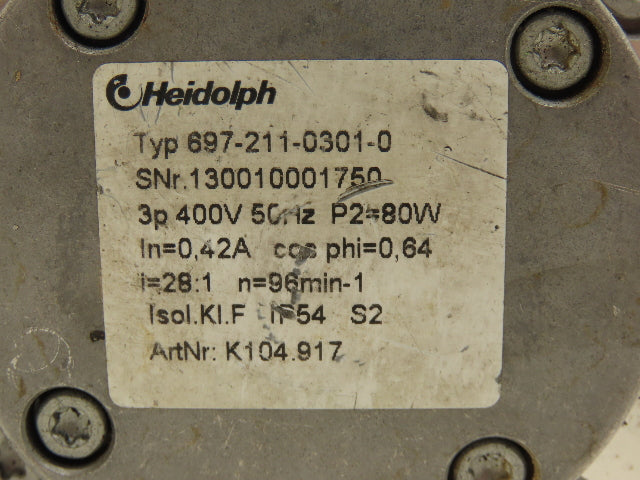 Heidolph
Typ 697-211-0301-0
SNr.130010001750
3p 400V 50Hz P2=80W
In=0,42A cos phi=0,64
i=28:1 n=96min-1
Isol.Kl.F IP54 S2
ArtNr: K104.917